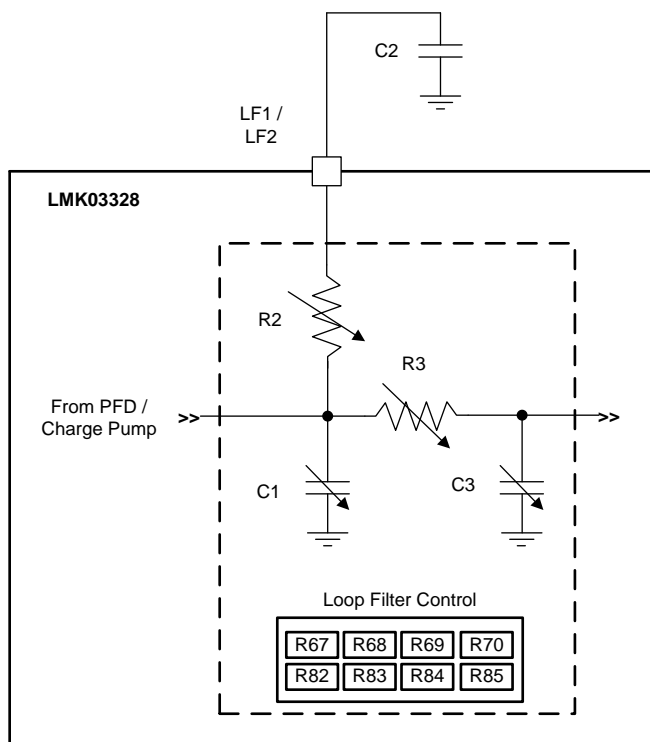 C2
LF1 /
LF2
LMK03328
R2
R3
From PFD /
Charge Pump
>>
>>
C1
C3
Loop Filter Control
R67 R68 R69 R70
R82 R83 R84 R85